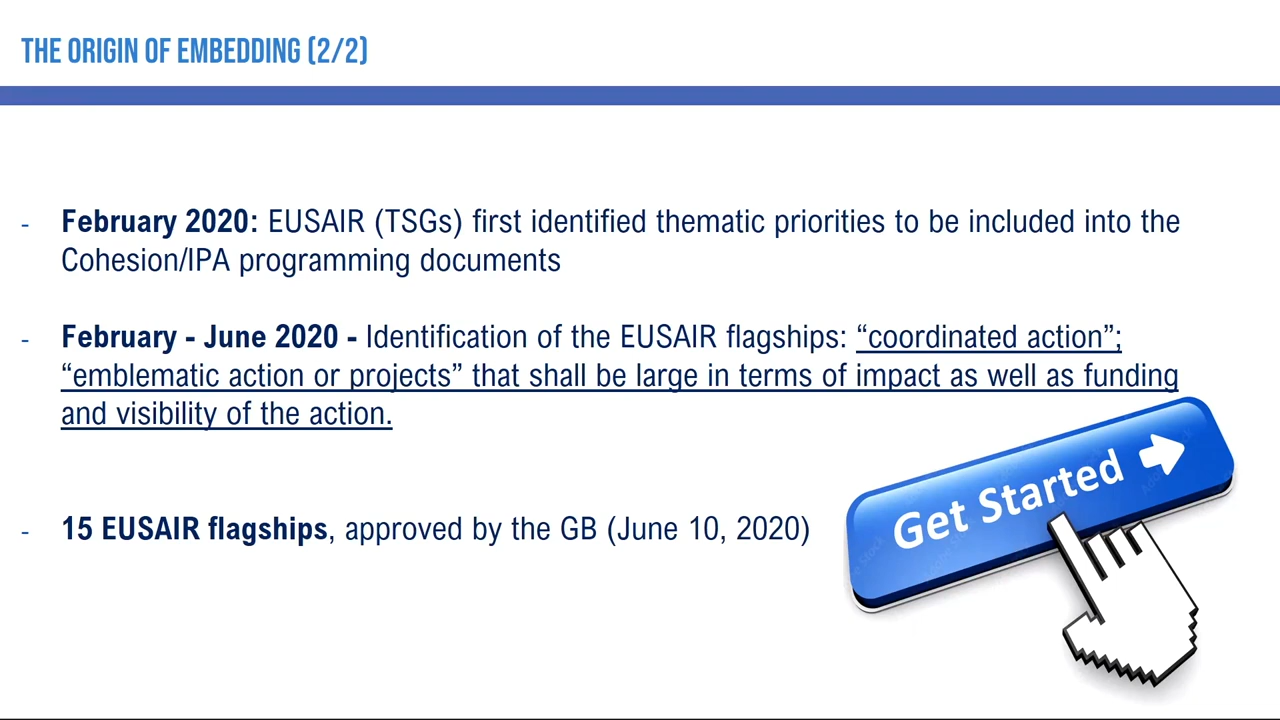 THE ORIGIN OF EMBEDDING (2/2)
- February 2020: EUSAIR (TSGs) first identified thematic priorities to be included into the
Cohesion/IPA programming documents
- February - June 2020 - Identification of the EUSAIR flagships: “coordinated action”;
“emblematic action or projects” that shall be large in terms of impact as well as funding
and visibility of the action.
Get Started
- 15 EUSAIR flagships, approved by the GB (June 10, 2020)